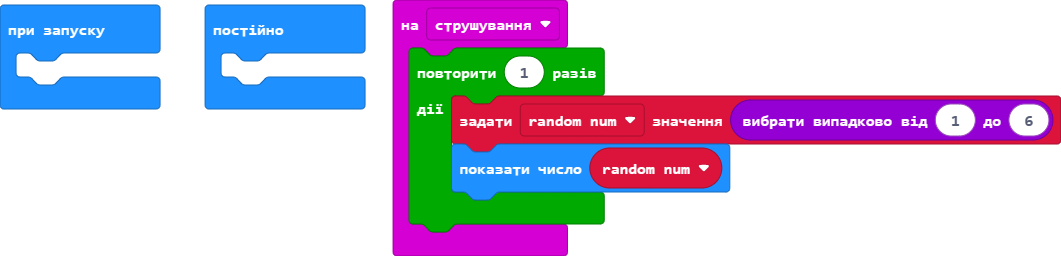 при запуску
постійно
на струшування
повторити 1 разів
дії
задати random num значення вибрати випадково від 1 до 6
показати число random num